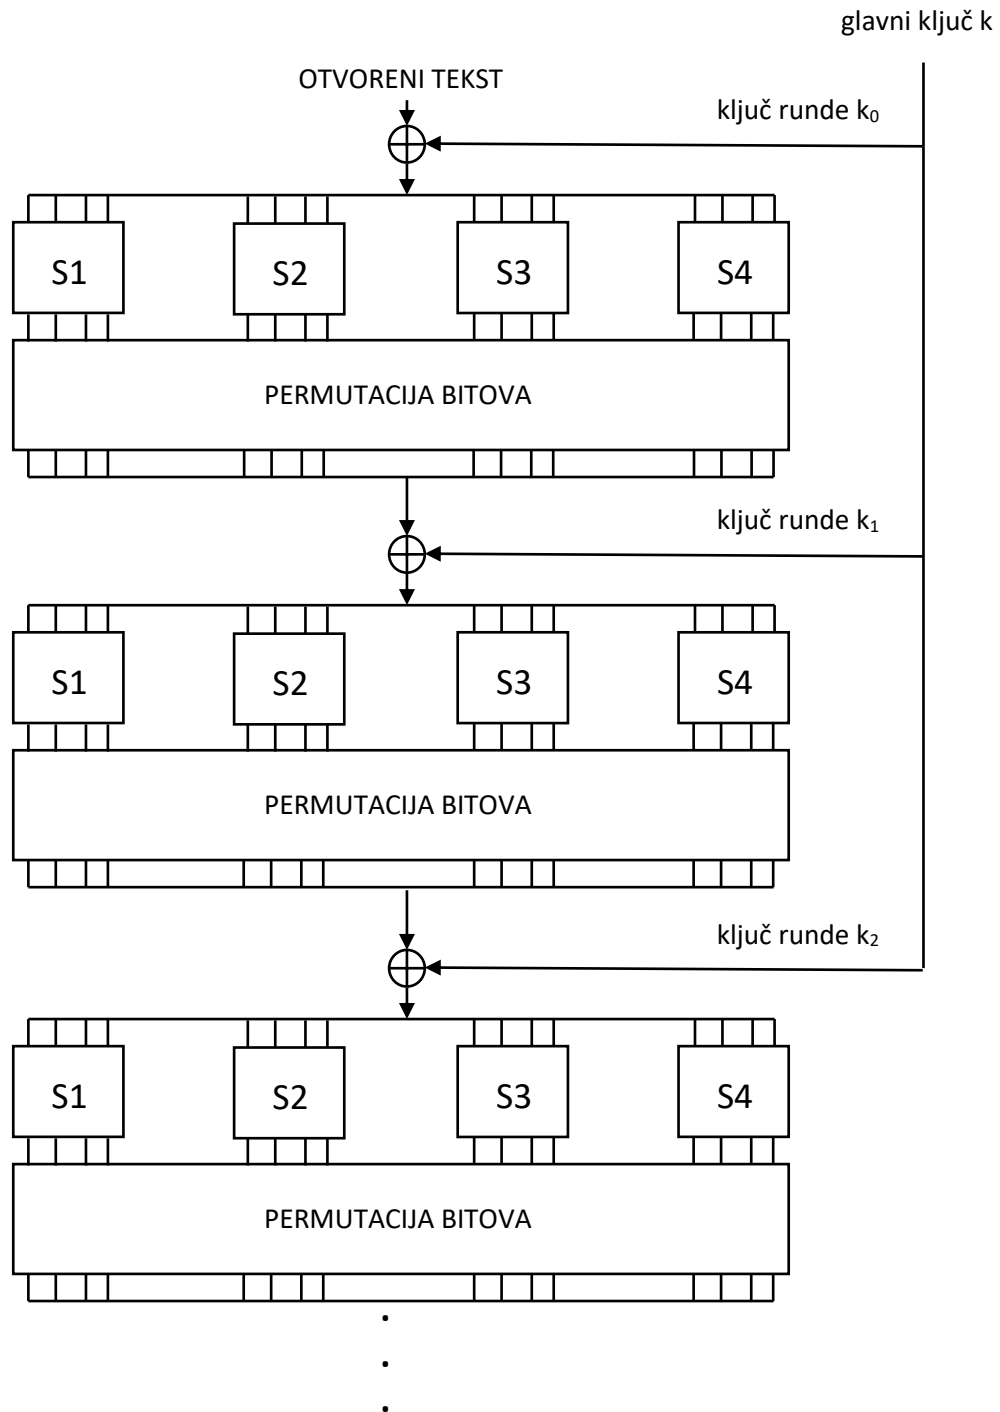 glavni ključ k
OTVORENI TEKST
ključ runde k₀
S1 S2 S3 S4
PERMUTACIJA BITOVA
ključ runde k₁
S1 S2 S3 S4
PERMUTACIJA BITOVA
ključ runde k₂
S1 S2 S3 S4
PERMUTACIJA BITOVA
.
.
.